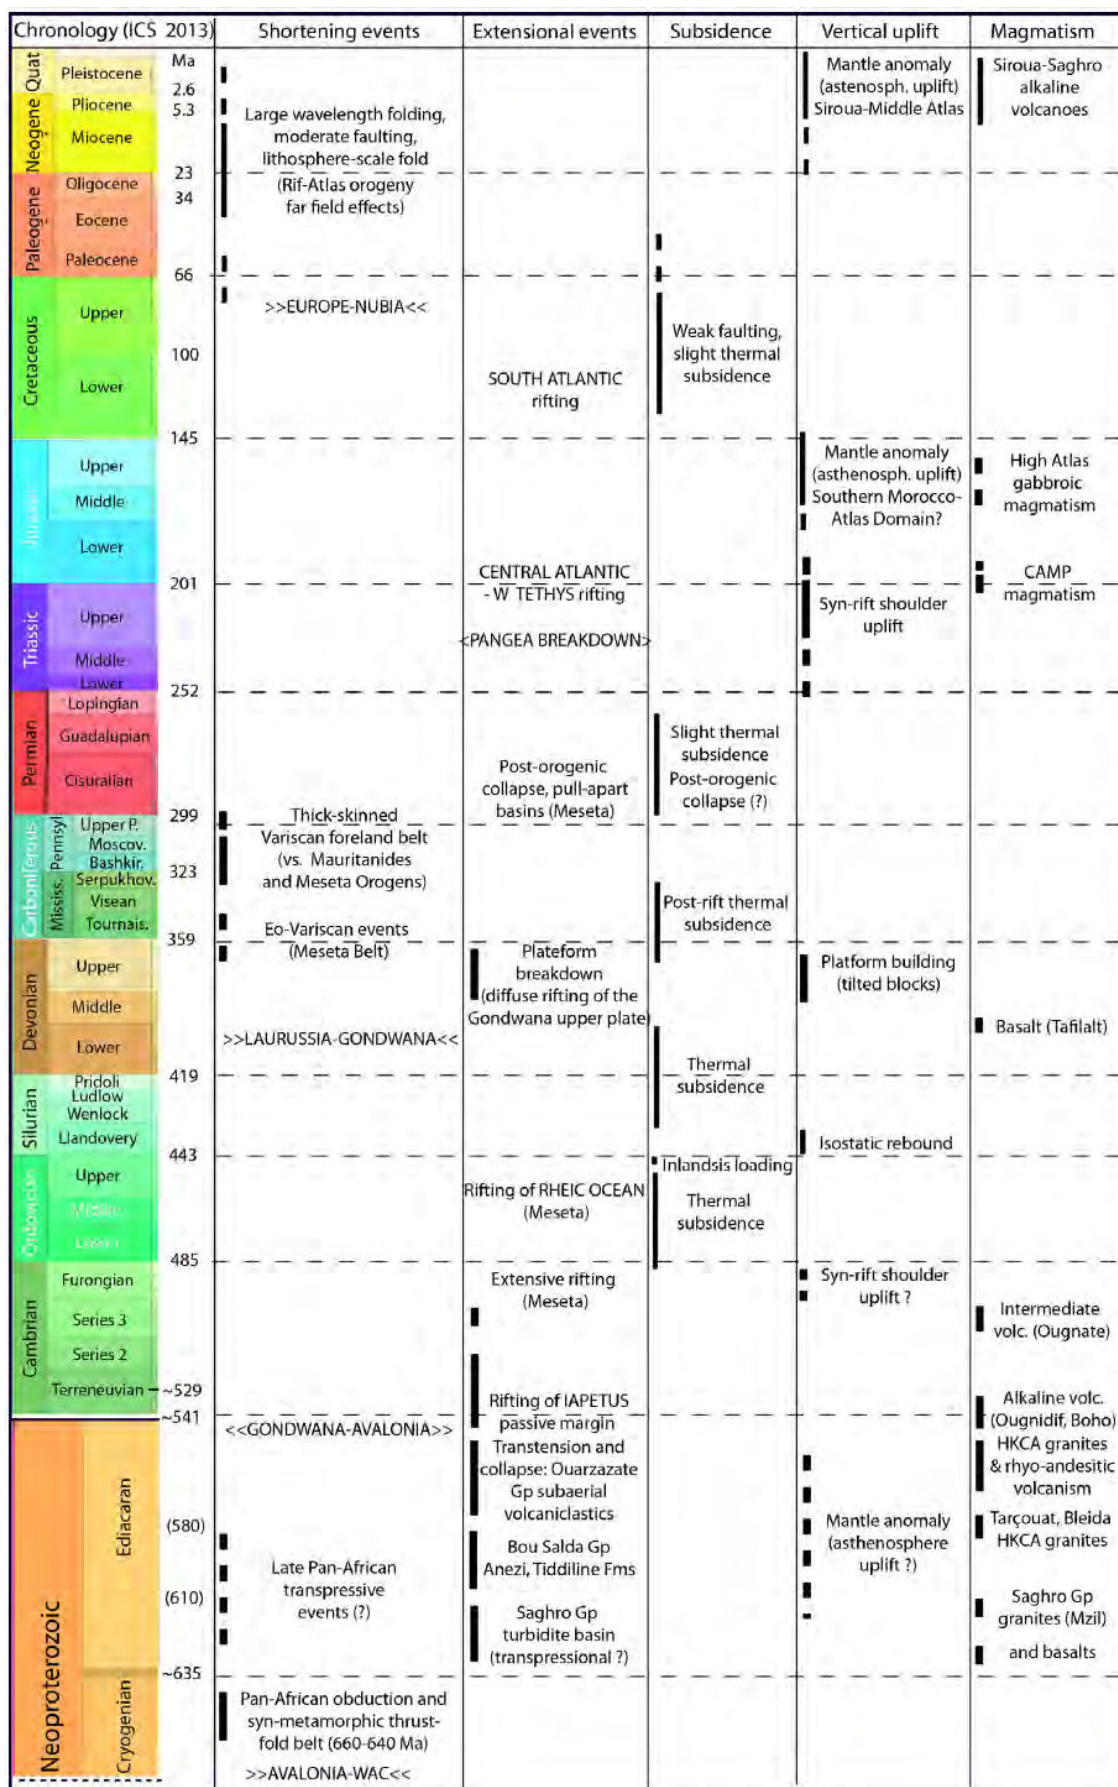 Chronology (ICS 2013)
Shortening events
Extensional events
Subsidence
Vertical uplift
Magmatism
Ma
Quat
Pleistocene
2.6
Neogene
Pliocene
5.3
Miocene
23
Paleogene
Oligocene
34
Eocene
Paleocene
66
Cretaceous
Upper
100
Lower
145
Jurassic
Upper
Middle
Lower
201
Triassic
Upper
Middle
Lower
252
Permian
Lopingian
Guadalupian
Cisuralian
299
Carboniferous
Pennsyl.
Upper P.
Moscov.
Bashkir.
323
Mississ.
Serpukhov.
Visean
Tournais.
359
Devonian
Upper
Middle
Lower
419
Silurian
Pridoli
Ludlow
Wenlock
Llandovery
443
Ordovician
Upper
Middle
Lower
485
Cambrian
Furongian
Series 3
Series 2
Terreneuvian
~529
~541
Neoproterozoic
Ediacaran
(580)
(610)
~635
Cryogenian
Large wavelength folding,
moderate faulting,
lithosphere-scale fold
(Rif-Atlas orogeny
far field effects)
>>EUROPE-NUBIA<<
Thick-skinned
Variscan foreland belt
(vs. Mauritanides
and Meseta Orogens)
Eo-Variscan events
(Meseta Belt)
>>LAURUSSIA-GONDWANA<<
<<GONDWANA-AVALONIA>>
Late Pan-African
transpressive
events (?)
Pan-African obduction and
syn-metamorphic thrust-
fold belt (660-640 Ma)
>>AVALONIA-WAC<<
SOUTH ATLANTIC
rifting
CENTRAL ATLANTIC
- W TETHYS rifting
<PANGEA BREAKDOWN>
Post-orogenic
collapse, pull-apart
basins (Meseta)
Plateform
breakdown
(diffuse rifting of the
Gondwana upper plate)
Rifting of RHEIC OCEAN
(Meseta)
Extensive rifting
(Meseta)
Rifting of IAPETUS
passive margin
Transtension and
collapse: Ouarzazate
Gp subaerial
volcaniclastics
Bou Salda Gp
Anezi, Tiddiline Fms
Saghro Gp
turbidite basin
(transpressional ?)
Weak faulting,
slight thermal
subsidence
Slight thermal
subsidence
Post-orogenic
collapse (?)
Post-rift thermal
subsidence
Thermal
subsidence
Inlandsis loading
Thermal
subsidence
Mantle anomaly
(astenosph. uplift)
Siroua-Middle Atlas
Mantle anomaly
(asthenosph. uplift)
Southern Morocco-
Atlas Domain?
Syn-rift shoulder
uplift
Platform building
(tilted blocks)
Isostatic rebound
Syn-rift shoulder
uplift ?
Mantle anomaly
(asthenosphere
uplift ?)
Siroua-Saghro
alkaline
volcanoes
High Atlas
gabbroic
magmatism
CAMP
magmatism
Basalt (Tafilalt)
Intermediate
volc. (Ougnate)
Alkaline volc.
(Ougnidif, Boho)
HKCA granites
& rhyo-andesitic
volcanism
Tarçouat, Bleida
HKCA granites
Saghro Gp
granites (Mzil)
and basalts